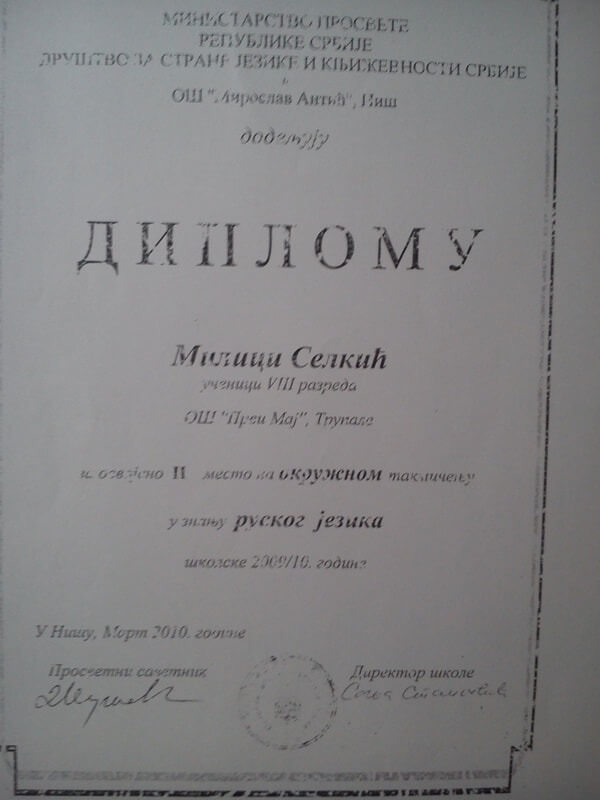 МИНИСТАРСТВО ПРОСВЕТЕ
РЕПУБЛИКЕ СРБИЈЕ
ДРУШТВО ЗА СТРАНЕ ЈЕЗИКЕ И КЊИЖЕВНОСТИ СРБИЈЕ
и
ОШ "Мирослав Антић", Ниш
додељују
ДИПЛОМУ
Милици Селкић
ученици VIII разреда
ОШ "Први Мај", Трупале
за освојено II место на окружном такмичењу
у знању руског језика
школске 2009/10. године
У Нишу, Март 2010. године
Просветни саветник Директор школе